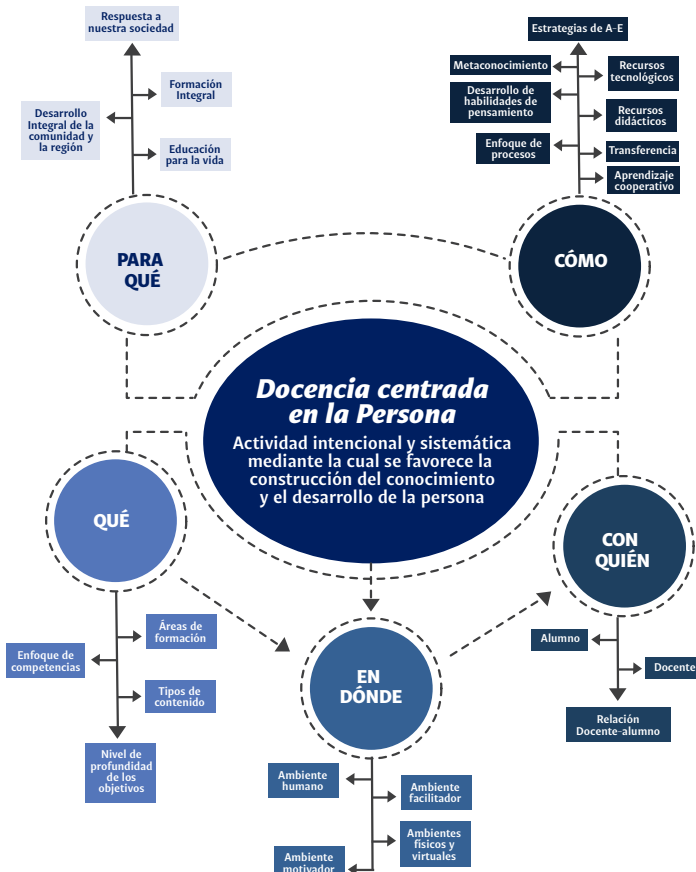 Respuesta a
nuestra sociedad
Formación
Integral
Desarrollo
Integral de la
comunidad y
la región
Educación
para la vida
PARA
QUÉ
Estrategias de A-E
Metaconocimiento
Recursos
tecnológicos
Desarrollo de
habilidades de
pensamiento
Recursos
didácticos
Enfoque de
procesos
Transferencia
Aprendizaje
cooperativo
CÓMO
Docencia centrada
en la Persona
Actividad intencional y sistemática
mediante la cual se favorece la
construcción del conocimiento
y el desarrollo de la persona
QUÉ
Áreas de
formación
Enfoque de
competencias
Tipos de
contenido
Nivel de
profundidad
de los
objetivos
EN
DÓNDE
Ambiente
humano
Ambiente
facilitador
Ambientes
físicos y
virtuales
Ambiente
motivador
CON
QUIÉN
Alumno
Docente
Relación
Docente-alumno